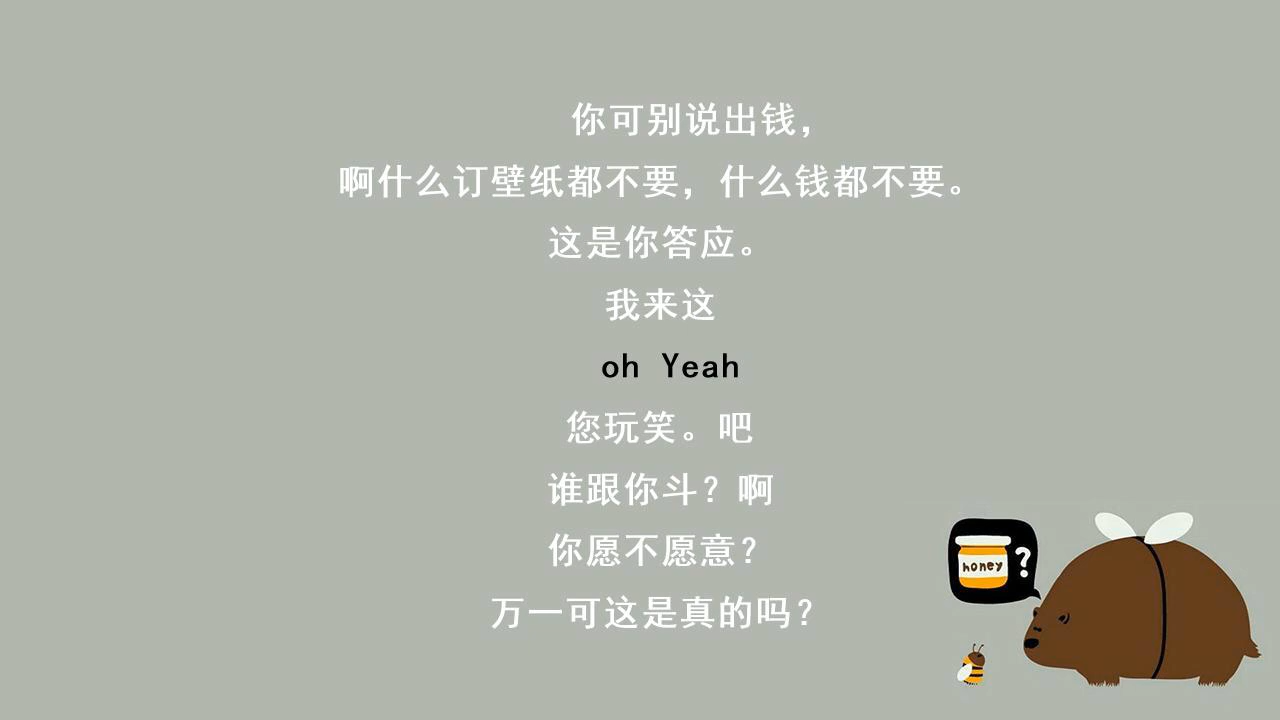 你可别说出钱，
啊什么订壁纸都不要，什么钱都不要。
这是你答应。
我来这
oh Yeah
您玩笑。吧
谁跟你斗？啊
你愿不愿意？
万一可这是真的吗？
honey ?